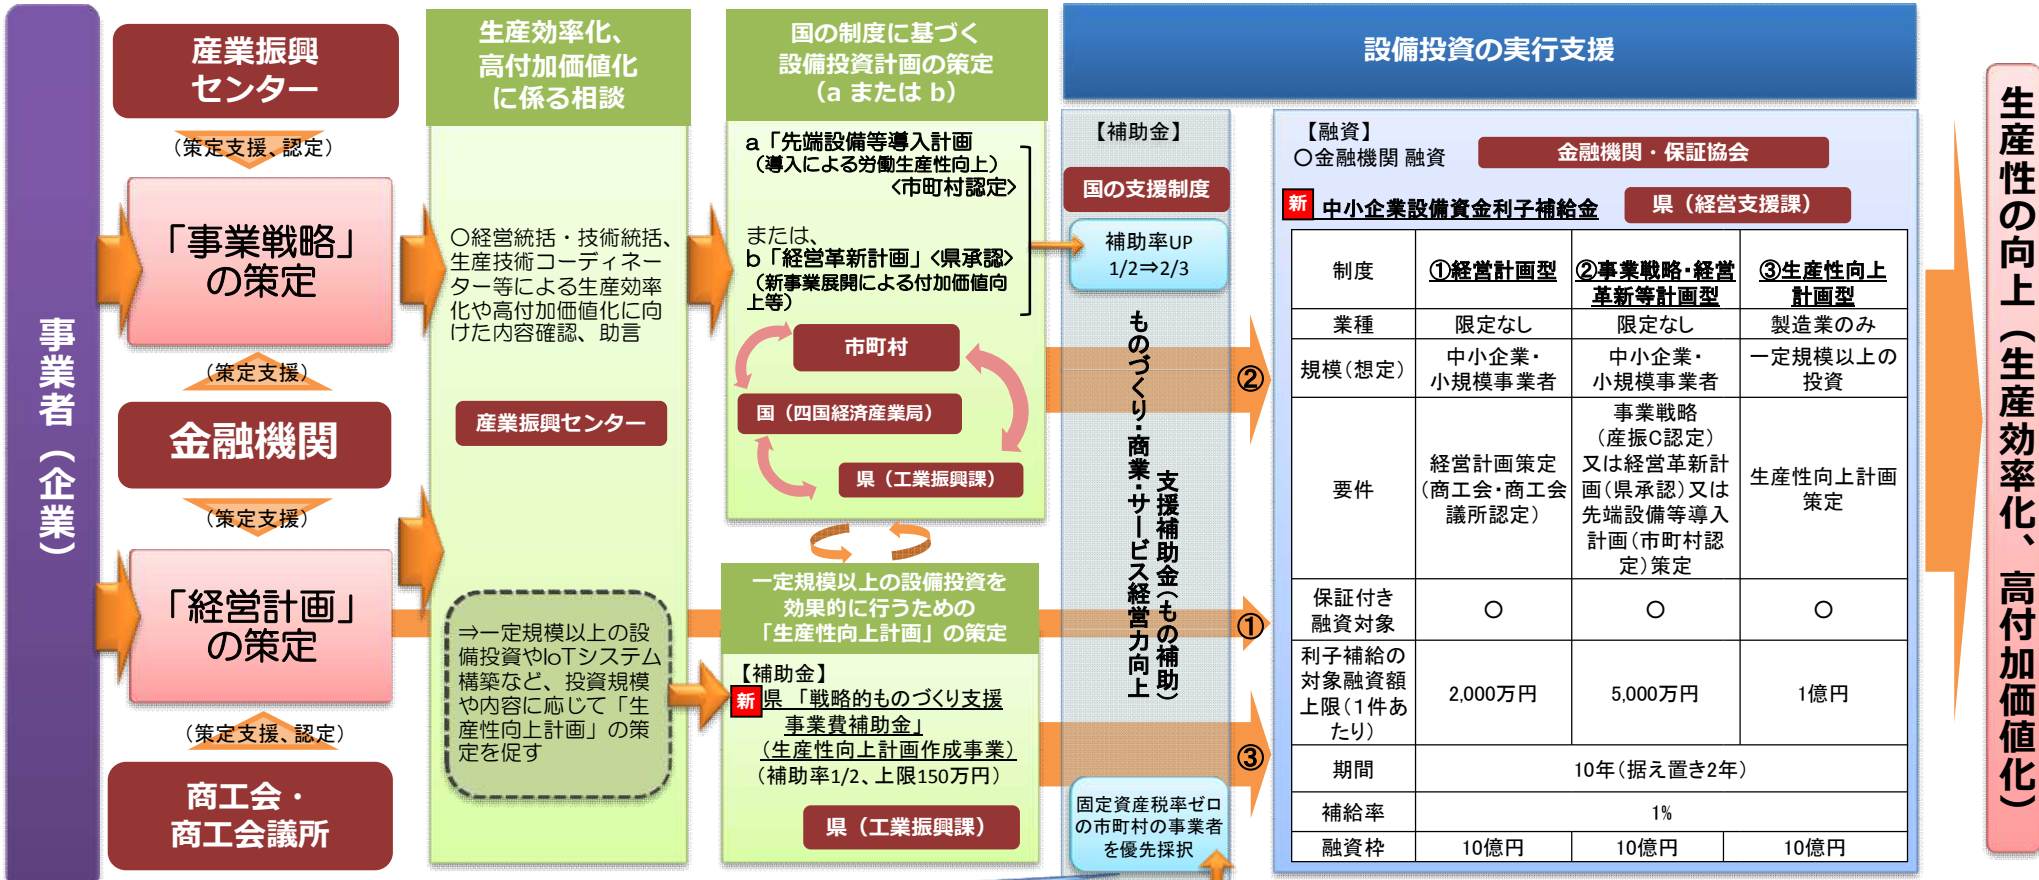 事業者（企業）
産業振興
センター
（策定支援、認定）
「事業戦略」
の策定
（策定支援）
金融機関
（策定支援）
「経営計画」
の策定
（策定支援、認定）
商工会・
商工会議所
生産効率化、
高付加価値化
に係る相談
〇経営統括・技術統括、
生産技術コーディネー
ター等による生産効率
化や高付加価値化に向
けた内容確認、助言
産業振興センター
⇒一定規模以上の設
備投資やIoTシステム
構築など、投資規模
や内容に応じて「生
産性向上計画」の策
定を促す
国の制度に基づく
設備投資計画の策定
（a または b）
a「先端設備等導入計画
（導入による労働生産性向上）
<市町村認定>
または、
b「経営革新計画」<県承認>
（新事業展開による付加価値向
上等）
市町村
国（四国経済産業局）
県（工業振興課）
一定規模以上の設備投資を
効果的に行うための
「生産性向上計画」の策定
【補助金】
新 県「戦略的ものづくり支援
事業費補助金」
（生産性向上計画作成事業）
（補助率1/2、上限150万円）
県（工業振興課）
設備投資の実行支援
【補助金】
国の支援制度
補助率UP
1/2⇒2/3
ものづくり・商業・サービス経営力向上
支援補助金（もの補助）
固定資産税率ゼロ
の市町村の事業者
を優先採択
②
①
③
【融資】
〇金融機関 融資
金融機関・保証協会
新 中小企業設備資金利子補給金
県（経営支援課）
制度
①経営計画型
②事業戦略・経営
革新等計画型
③生産性向上
計画型
業種
限定なし
限定なし
製造業のみ
規模（想定）
中小企業・
小規模事業者
中小企業・
小規模事業者
一定規模以上の
投資
要件
経営計画策定
（商工会・商工会
議所認定）
事業戦略
（産振C認定）
又は経営革新計
画（県承認）又は
先端設備等導入
計画（市町村認
定）策定
生産性向上計画
策定
保証付き
融資対象
〇
〇
〇
利子補給の
対象融資額
上限（1件あ
たり）
2,000万円
5,000万円
1億円
期間
10年（据え置き2年）
補給率
1%
融資枠
10億円
10億円
10億円
生産性の向上（生産効率化、高付加価値化）